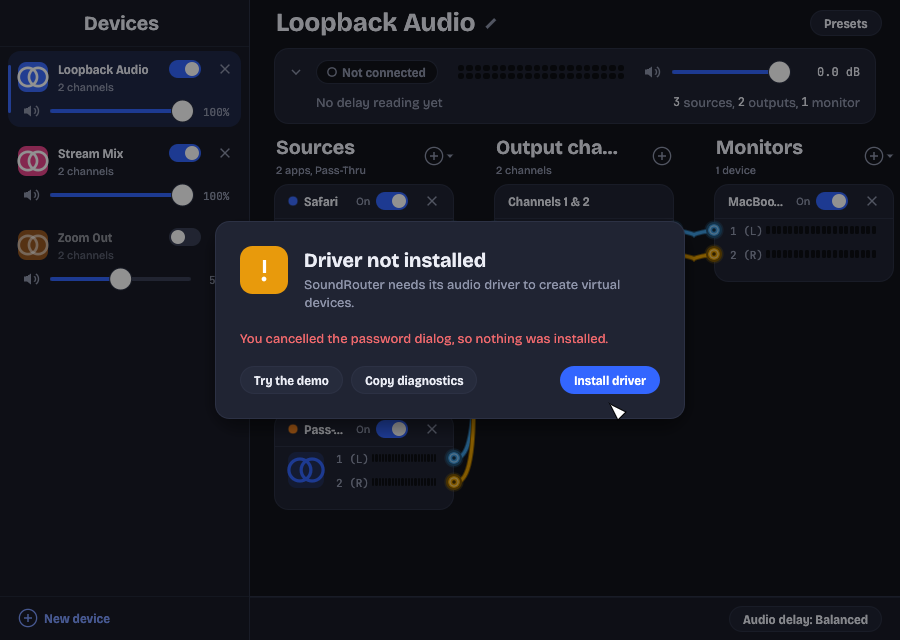 Devices
Loopback Audio
2 channels
100%
Stream Mix
2 channels
100%
Zoom Out
2 channels
5
New device
Loopback Audio
Presets
Not connected
0.0 dB
No delay reading yet
3 sources, 2 outputs, 1 monitor
Sources
2 apps, Pass-Thru
Output cha...
2 channels
Monitors
1 device
Safari
On
Channels 1 & 2
MacBoo...
On
1 (L)
2 (R)
!
Driver not installed
SoundRouter needs its audio driver to create virtual
devices.
You cancelled the password dialog, so nothing was installed.
Try the demo
Copy diagnostics
Install driver
Pass-...
On
1 (L)
2 (R)
Audio delay: Balanced